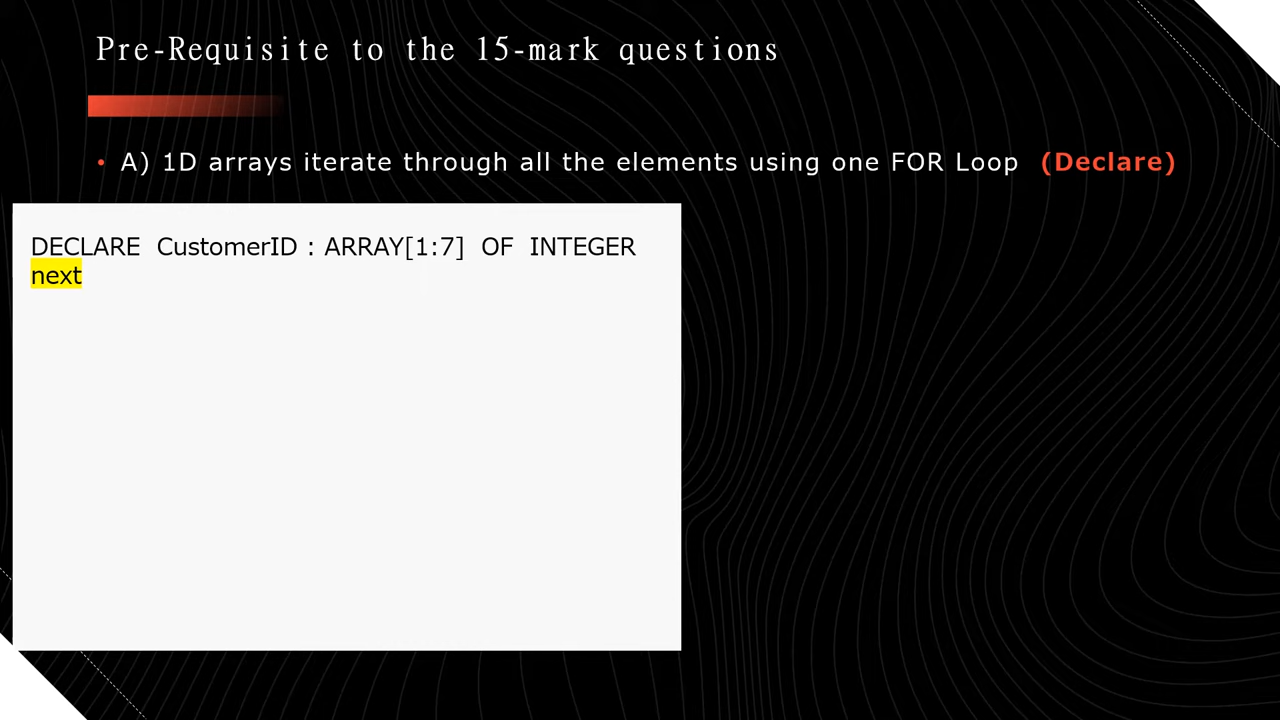 Pre-Requisite to the 15-mark questions
• A) 1D arrays iterate through all the elements using one FOR Loop (Declare)
DECLARE CustomerID : ARRAY[1:7] OF INTEGER
next